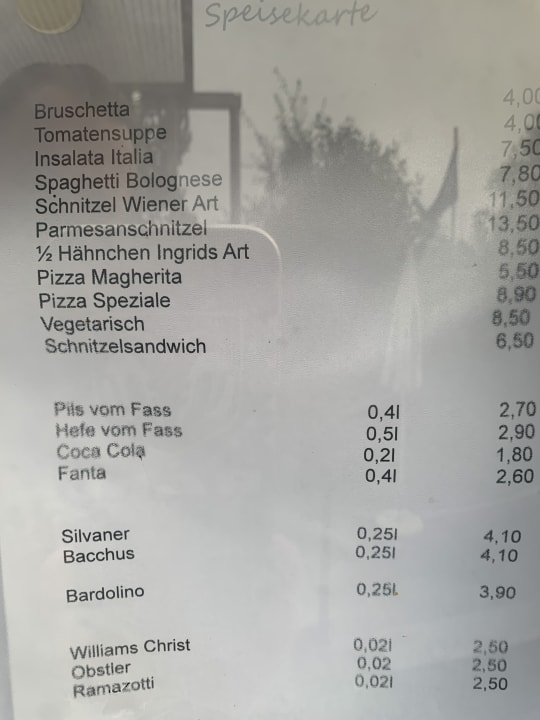 Speisekarte
Bruschetta 4,00
Tomatensuppe 4,00
Insalata Italia 7,50
Spaghetti Bolognese 7,80
Schnitzel Wiener Art 11,50
Parmesanschnitzel 13,50
½ Hähnchen Ingrids Art 8,50
Pizza Magherita 5,50
Pizza Speziale 8,90
Vegetarisch 8,50
Schnitzelsandwich 6,50
Pils vom Fass 0,4l 2,70
Hefe vom Fass 0,5l 2,90
Coca Cola 0,2l 1,80
Fanta 0,4l 2,60
Silvaner 0,25l 4,10
Bacchus 0,25l 4,10
Bardolino 0,25l 3,90
Williams Christ 0,02l 2,50
Obstler 0,02 2,50
Ramazotti 0,02l 2,50